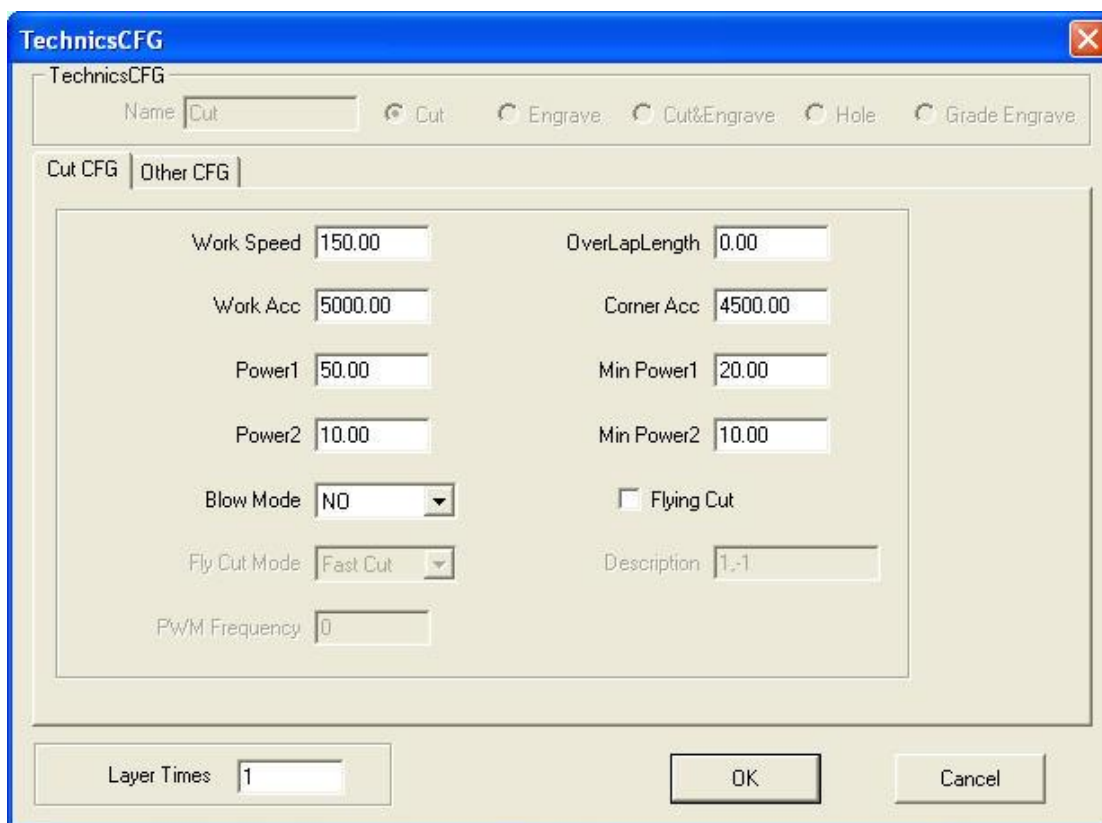 TechnicsCFG
TechnicsCFG
Name Cut Cut Engrave Cut&Engrave Hole Grade Engrave
Cut CFG Other CFG
Work Speed 150.00 OverLapLength 0.00
Work Acc 5000.00 Corner Acc 4500.00
Power1 50.00 Min Power1 20.00
Power2 10.00 Min Power2 10.00
Blow Mode NO Flying Cut
Fly Cut Mode Fast Cut Description 1,-1
PWM Frequency 0
Layer Times 1 OK Cancel